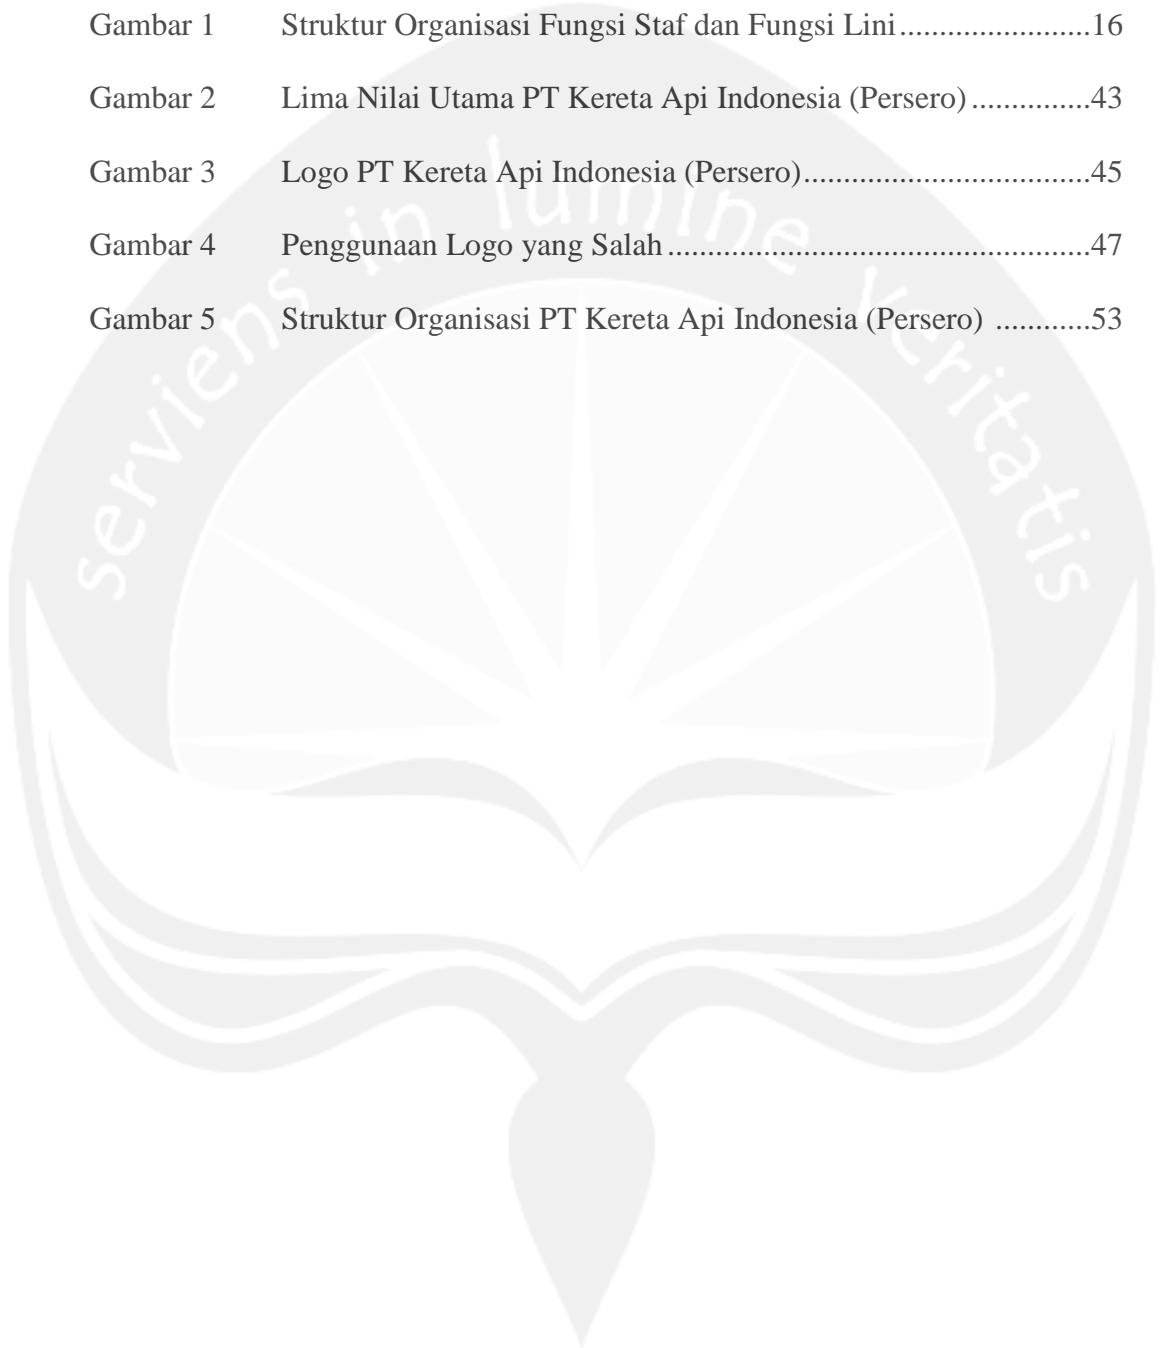 Gambar 1 Struktur Organisasi Fungsi Staf dan Fungsi Lini........................16
Gambar 2 Lima Nilai Utama PT Kereta Api Indonesia (Persero)...............43
Gambar 3 Logo PT Kereta Api Indonesia (Persero)....................................45
Gambar 4 Penggunaan Logo yang Salah.....................................................47
Gambar 5 Struktur Organisasi PT Kereta Api Indonesia (Persero) ............53
serviens in lumine veritatis